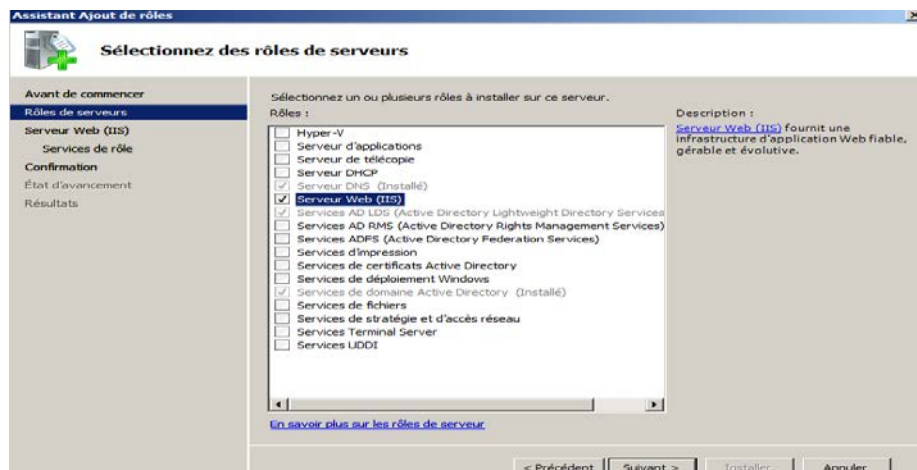 Assistant Ajout de rôles
Sélectionnez des rôles de serveurs
Avant de commencer
Rôles de serveurs
Serveur Web (IIS)
Services de rôle
Confirmation
État d'avancement
Résultats
Sélectionnez un ou plusieurs rôles à installer sur ce serveur.
Rôles :
Hyper-V
Serveur d'applications
Serveur de télécopie
Serveur DHCP
Serveur DNS (Installé)
Serveur Web (IIS)
Services AD LDS (Active Directory Lightweight Directory Services
Services AD RMS (Active Directory Rights Management Services)
Services ADFS (Active Directory Federation Services)
Services d'impression
Services de certificats Active Directory
Services de déploiement Windows
Services de domaine Active Directory (Installé)
Services de fichiers
Services de stratégie et d'accès réseau
Services Terminal Server
Services UDDI
En savoir plus sur les rôles de serveur
Description :
Serveur Web (IIS) fournit une
infrastructure d'application Web fiable,
gérable et évolutive.
< Précédent
Suivant >
Installer
Annuler